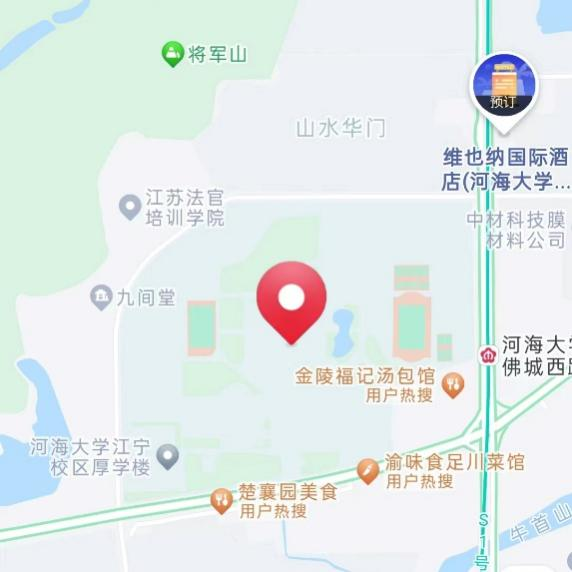 将军山
预订
山水华门
维也纳国际酒
店(河海大学...
江苏法官
培训学院
中材科技膜
材料公司
九间堂
河海大学
佛城西路
金陵福记汤包馆
用户热搜
河海大学江宁
校区厚学楼
渝味食足川菜馆
用户热搜
楚襄园美食
用户热搜
S
1
号
牛首山